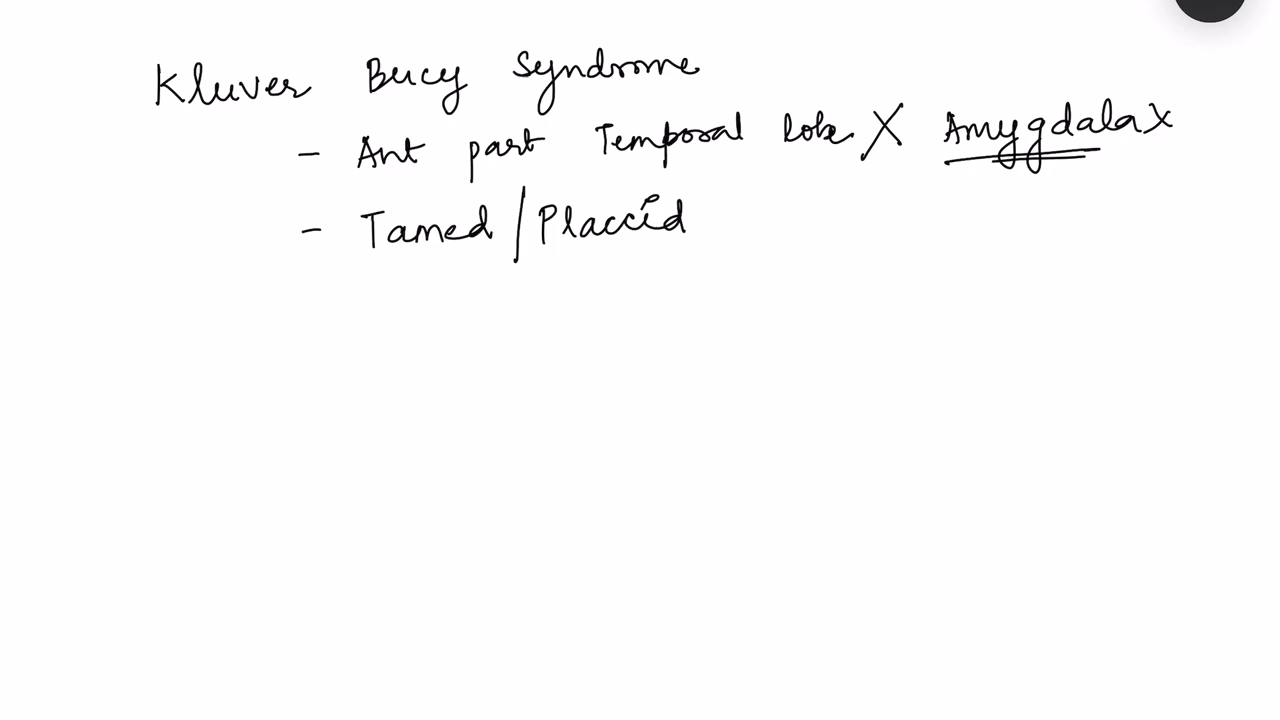 Kluver Bucy Syndrome
- Ant part Temporal lobe X Amygdala X
- Tamed / Placcid